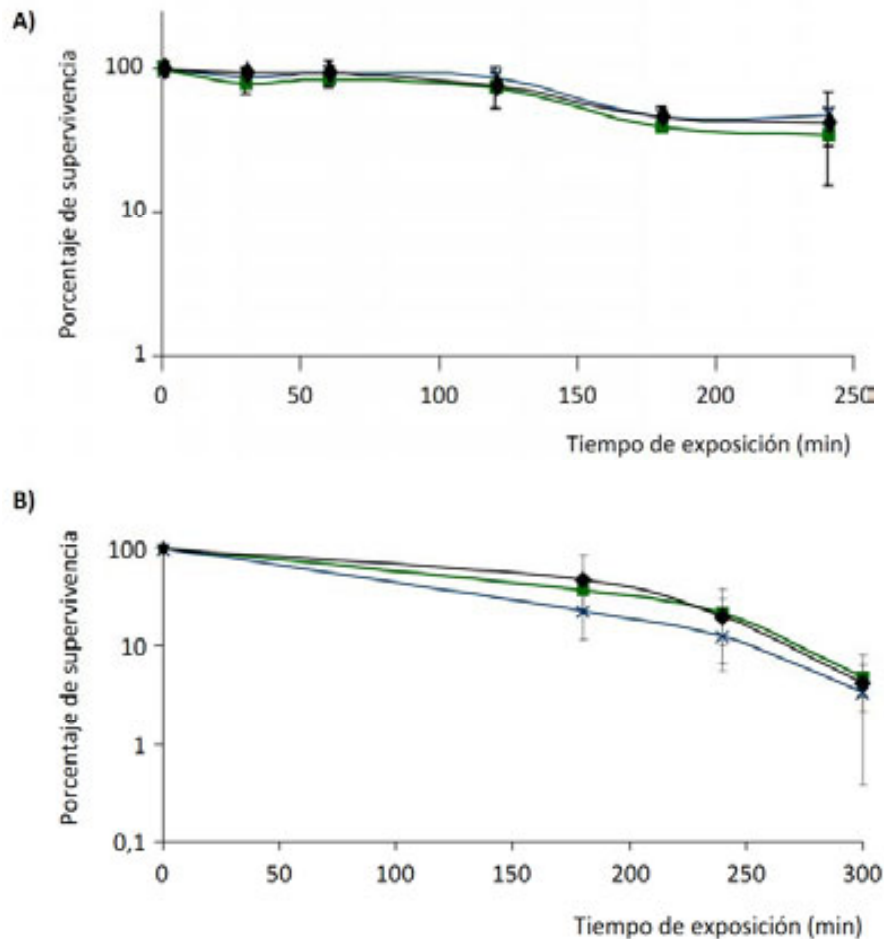 A)
Porcentaje de supervivencia
100
10
1
0 50 100 150 200 250
Tiempo de exposición (min)
B)
Porcentaje de supervivencia
100
10
1
0,1
0 50 100 150 200 250 300
Tiempo de exposición (min)